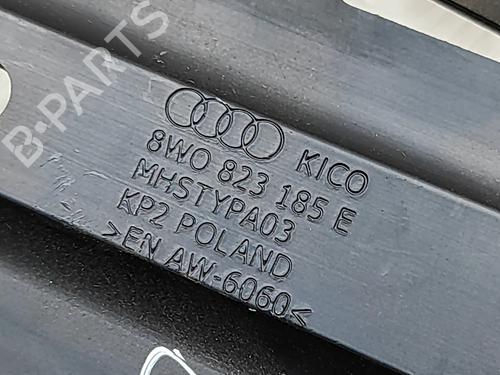 B-PARTS
KICO
8W0 823 185 E
MHSTYPA03
KP2 POLAND
>EN AW-6060<